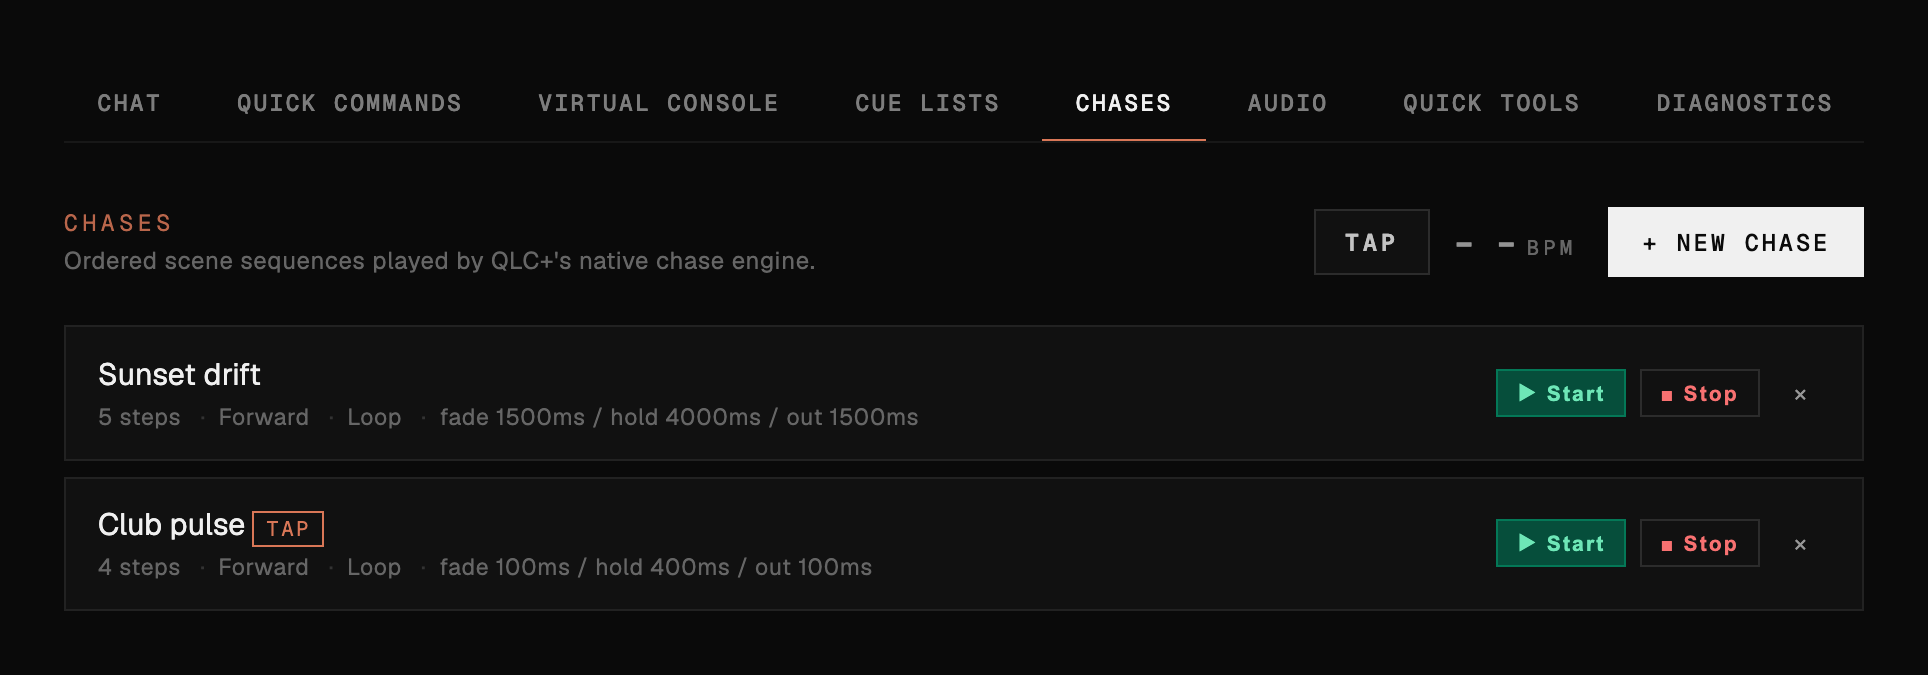 CHAT QUICK COMMANDS VIRTUAL CONSOLE CUE LISTS CHASES AUDIO QUICK TOOLS DIAGNOSTICS
CHASES
Ordered scene sequences played by QLC+'s native chase engine.
TAP – – BPM + NEW CHASE
Sunset drift
5 steps · Forward · Loop · fade 1500ms / hold 4000ms / out 1500ms
▶ Start ■ Stop ×
Club pulse TAP
4 steps · Forward · Loop · fade 100ms / hold 400ms / out 100ms
▶ Start ■ Stop ×